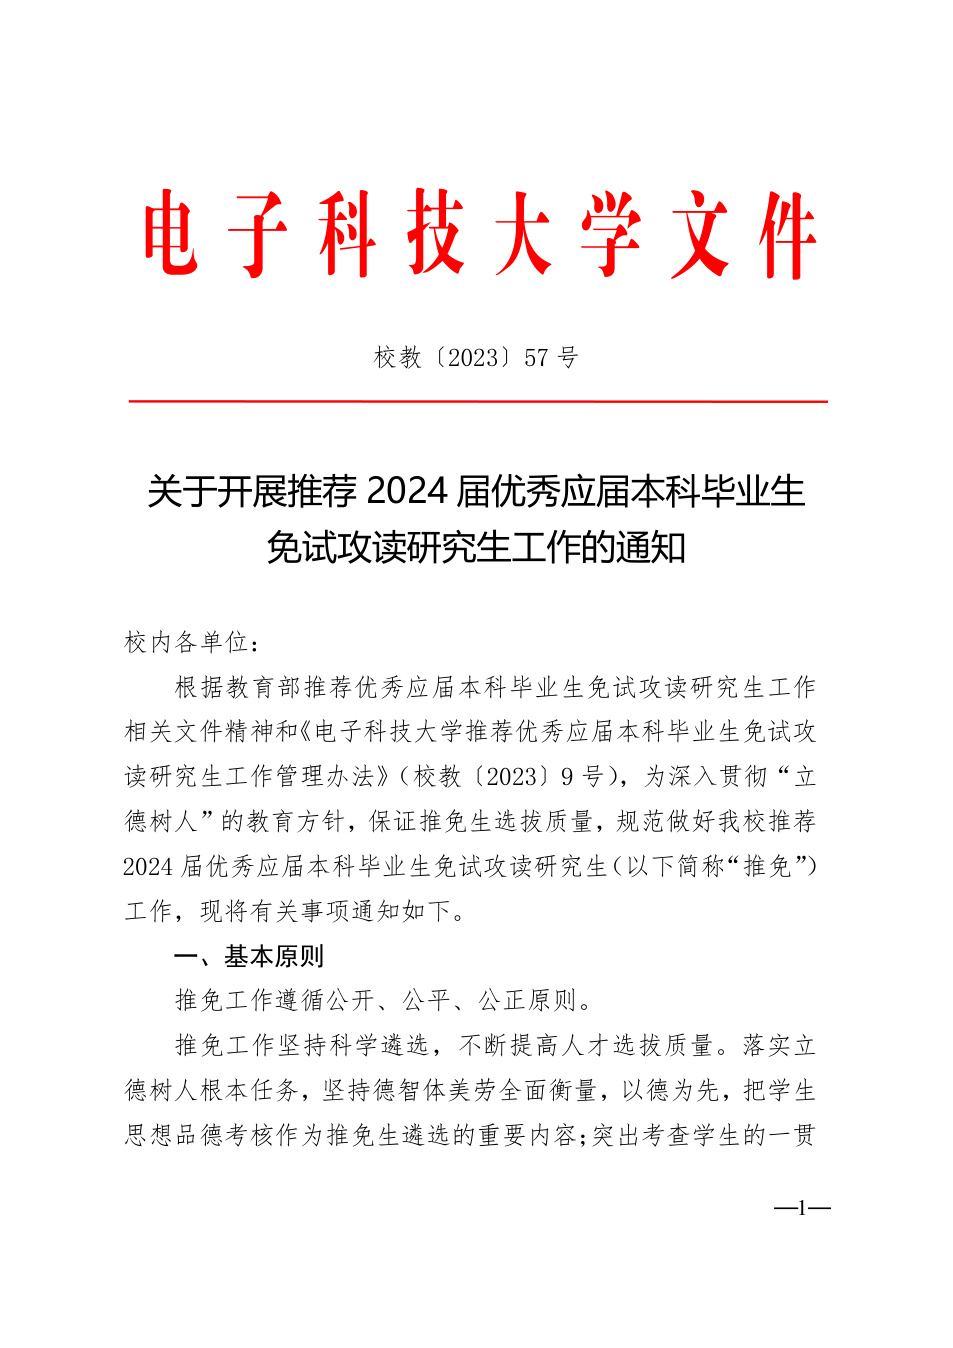 电子科技大学文件
校教〔2023〕57 号
关于开展推荐 2024 届优秀应届本科毕业生
免试攻读研究生工作的通知
校内各单位：
根据教育部推荐优秀应届本科毕业生免试攻读研究生工作
相关文件精神和《电子科技大学推荐优秀应届本科毕业生免试攻
读研究生工作管理办法》（校教〔2023〕9 号），为深入贯彻“立
德树人”的教育方针，保证推免生选拔质量，规范做好我校推荐
2024 届优秀应届本科毕业生免试攻读研究生（以下简称“推免”）
工作，现将有关事项通知如下。
一、基本原则
推免工作遵循公开、公平、公正原则。
推免工作坚持科学遴选，不断提高人才选拔质量。落实立
德树人根本任务，坚持德智体美劳全面衡量，以德为先，把学生
思想品德考核作为推免生遴选的重要内容；突出考查学生的一贯
—1—